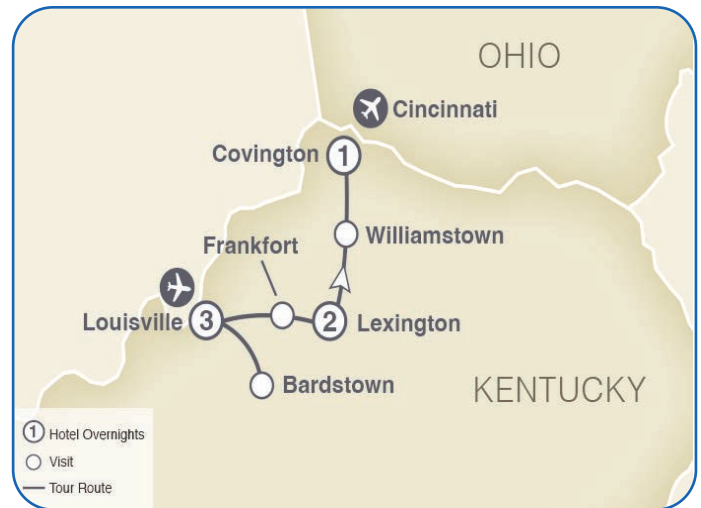 OHIO
Cincinnati
Covington 1
Williamstown
Frankfort
Louisville 3
2 Lexington
Bardstown
KENTUCKY
1 Hotel Overnights
Visit
Tour Route